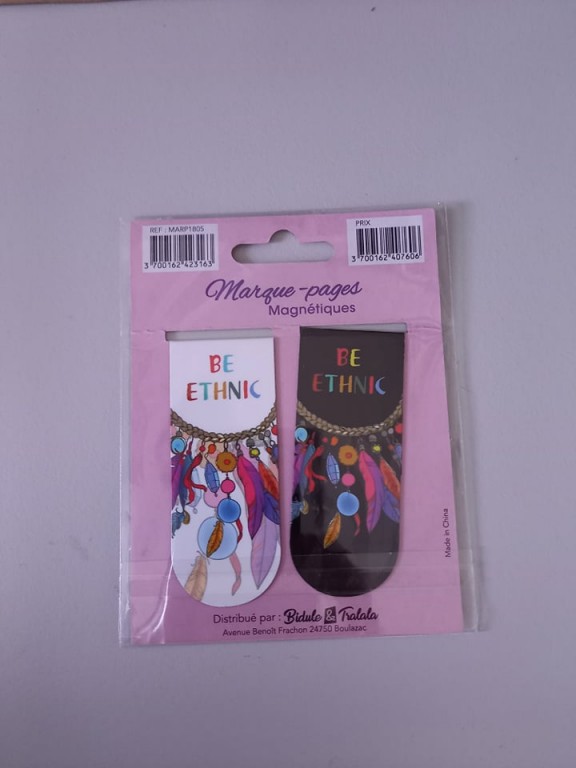 REF : MARP1805
3 700162 423163
PRIX
3 700162 407606
Marque-pages
Magnétiques
BE
ETHNIC
BE
ETHNIC
Made in China
Distribué par : Bidule & Tralala
Avenue Benoît Frachon 24750 Boulazac